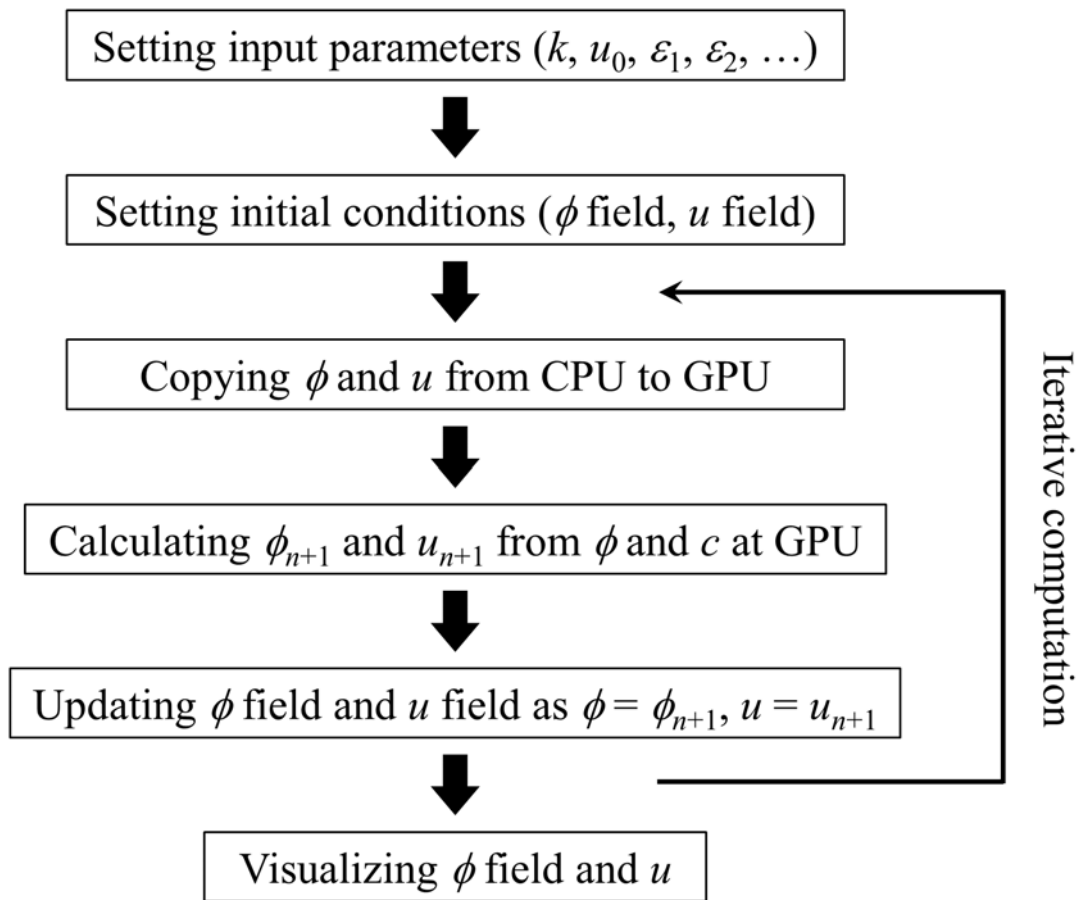 Setting input parameters (k, u₀, ε₁, ε₂, …)
Setting initial conditions (ϕ field, u field)
Copying ϕ and u from CPU to GPU
Calculating ϕₙ₊₁ and uₙ₊₁ from ϕ and c at GPU
Updating ϕ field and u field as ϕ = ϕₙ₊₁, u = uₙ₊₁
Visualizing ϕ field and u
Iterative computation